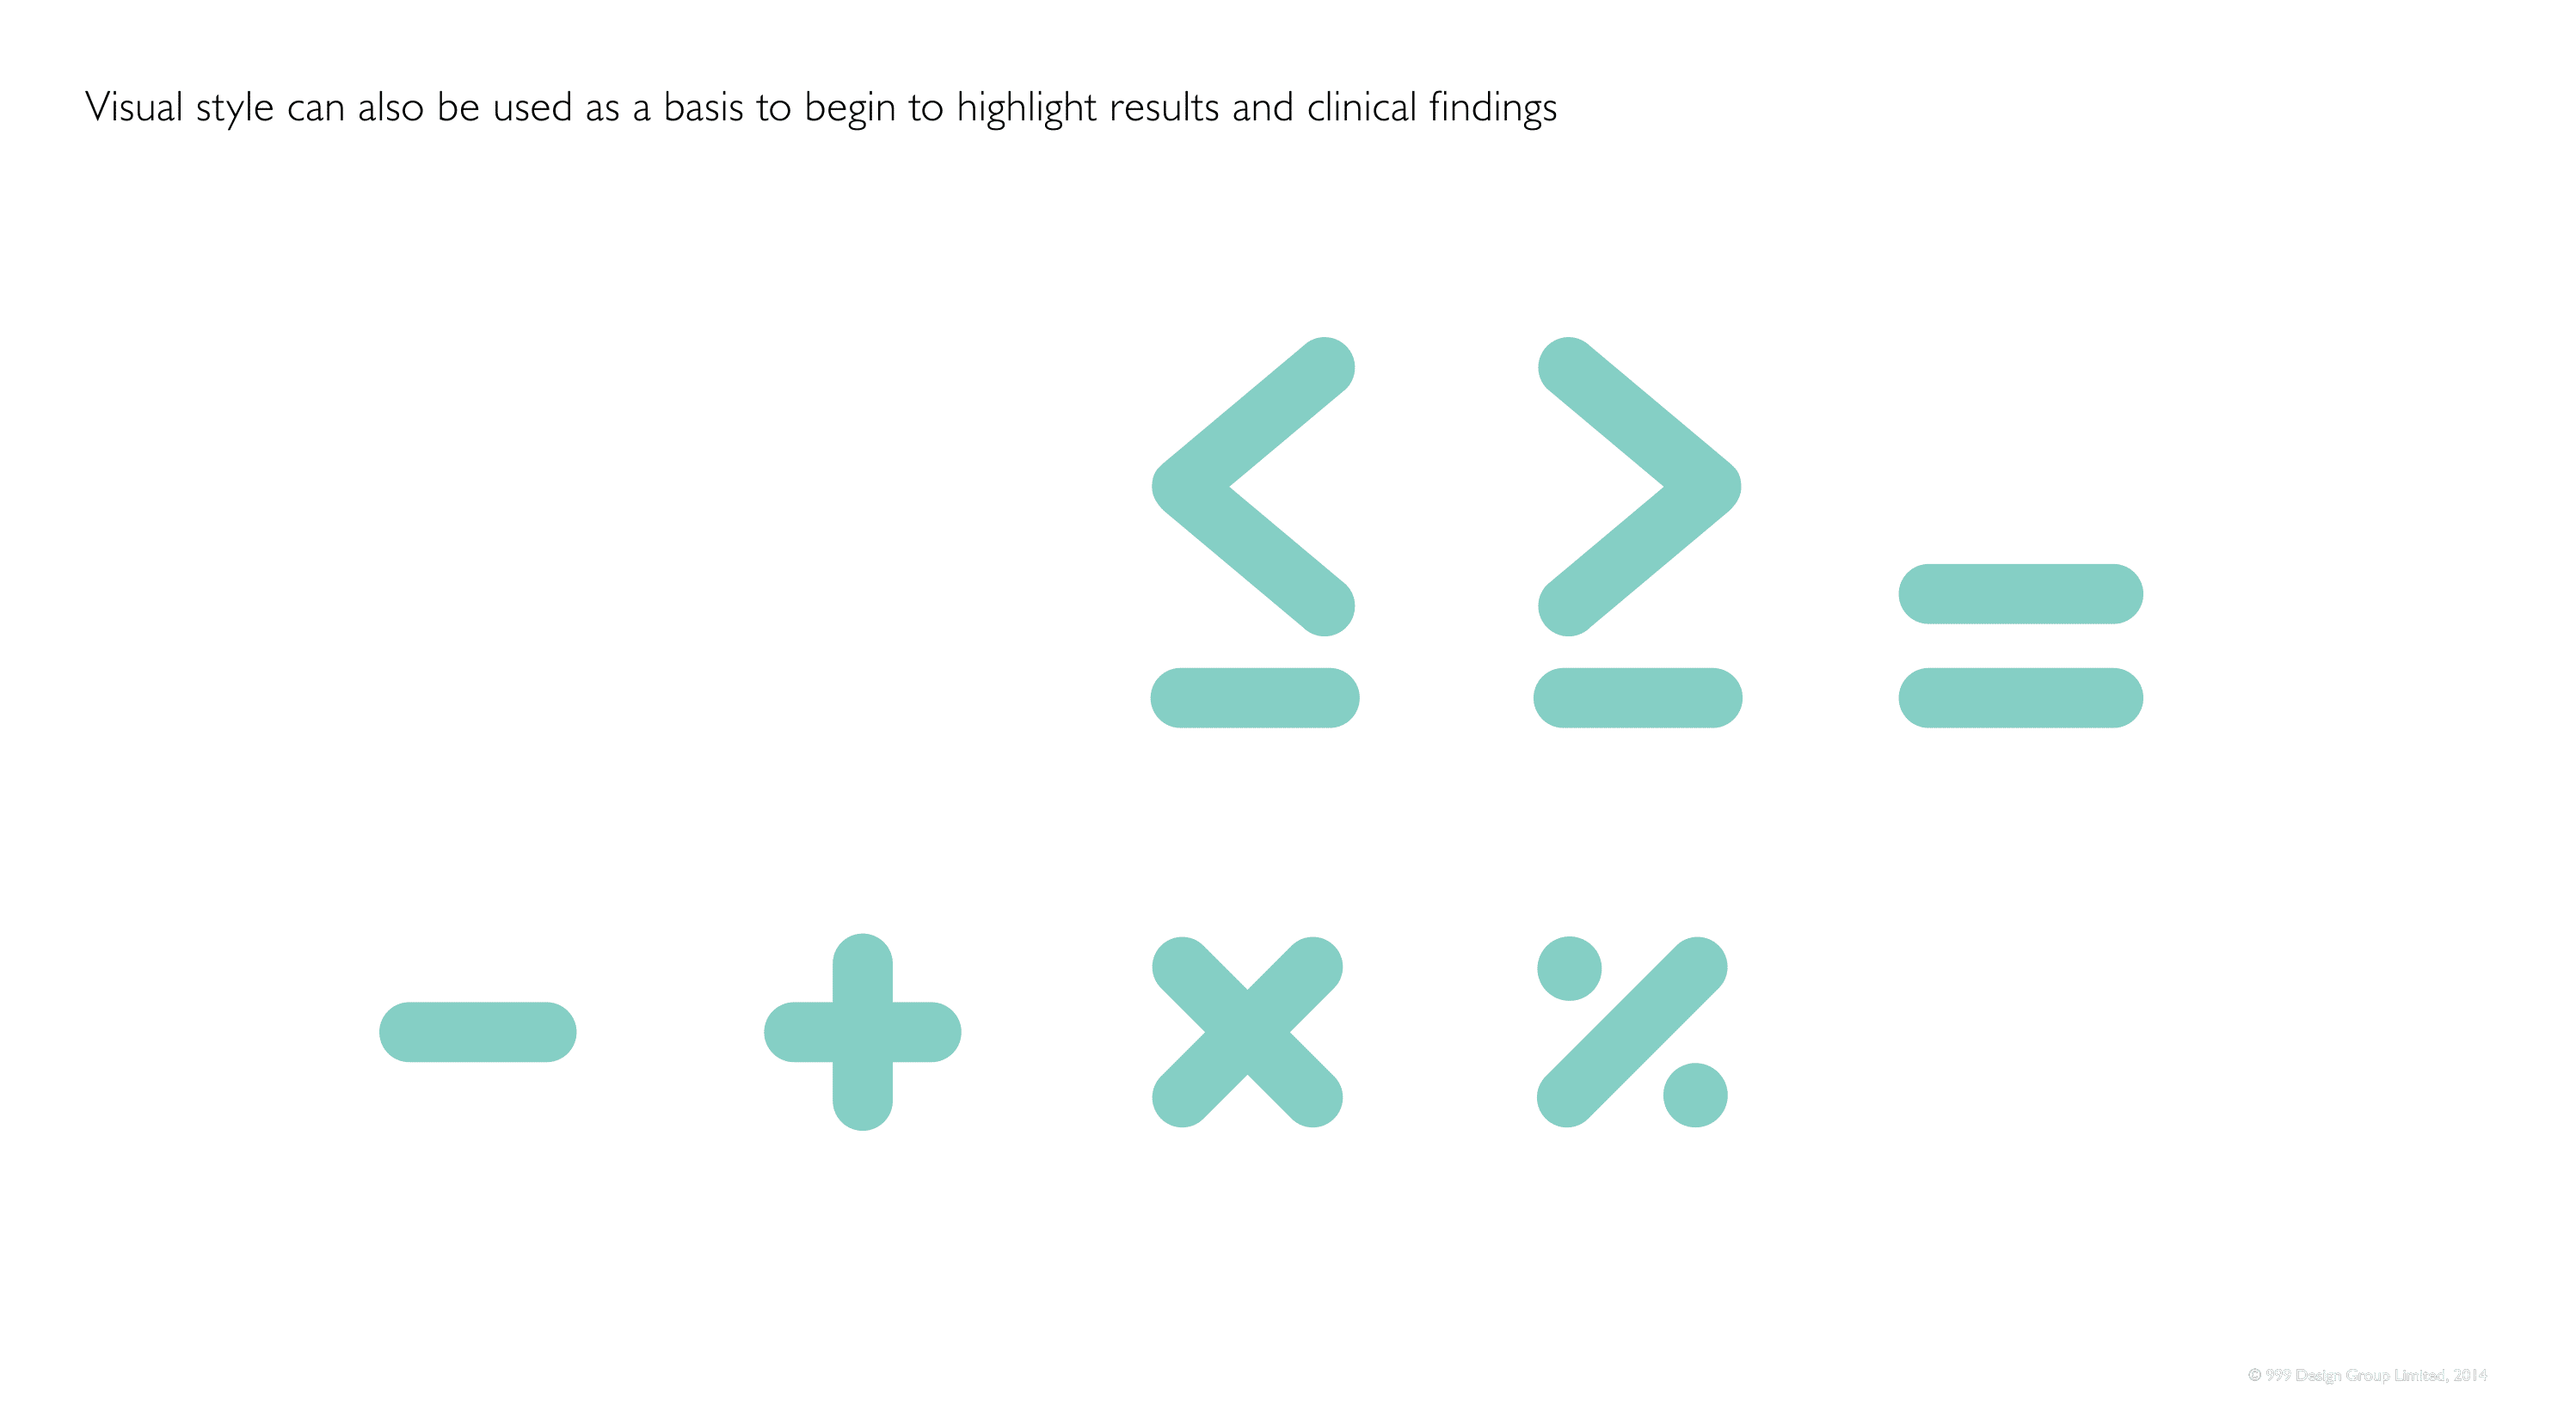 Visual style can also be used as a basis to begin to highlight results and clinical findings
≤ ≥ =
− + × %
© 999 Design Group Limited, 2014